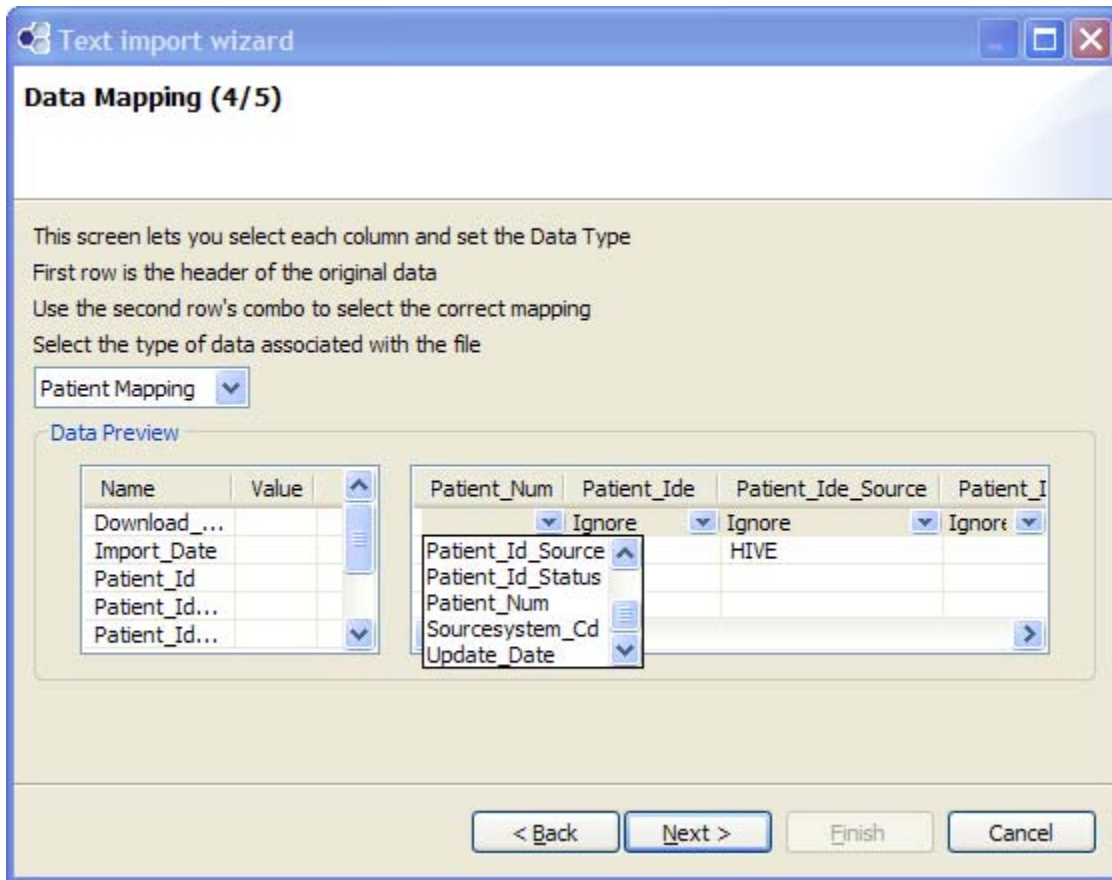 Text import wizard
Data Mapping (4/5)
This screen lets you select each column and set the Data Type
First row is the header of the original data
Use the second row's combo to select the correct mapping
Select the type of data associated with the file
Patient Mapping
Data Preview
Name Value
Download_...
Import_Date
Patient_Id
Patient_Id...
Patient_Id...
Patient_Num Patient_Ide Patient_Ide_Source Patient_I
Ignore Ignore Ignore
HIVE
Patient_Id_Source
Patient_Id_Status
Patient_Num
Sourcesystem_Cd
Update_Date
< Back Next > Finish Cancel